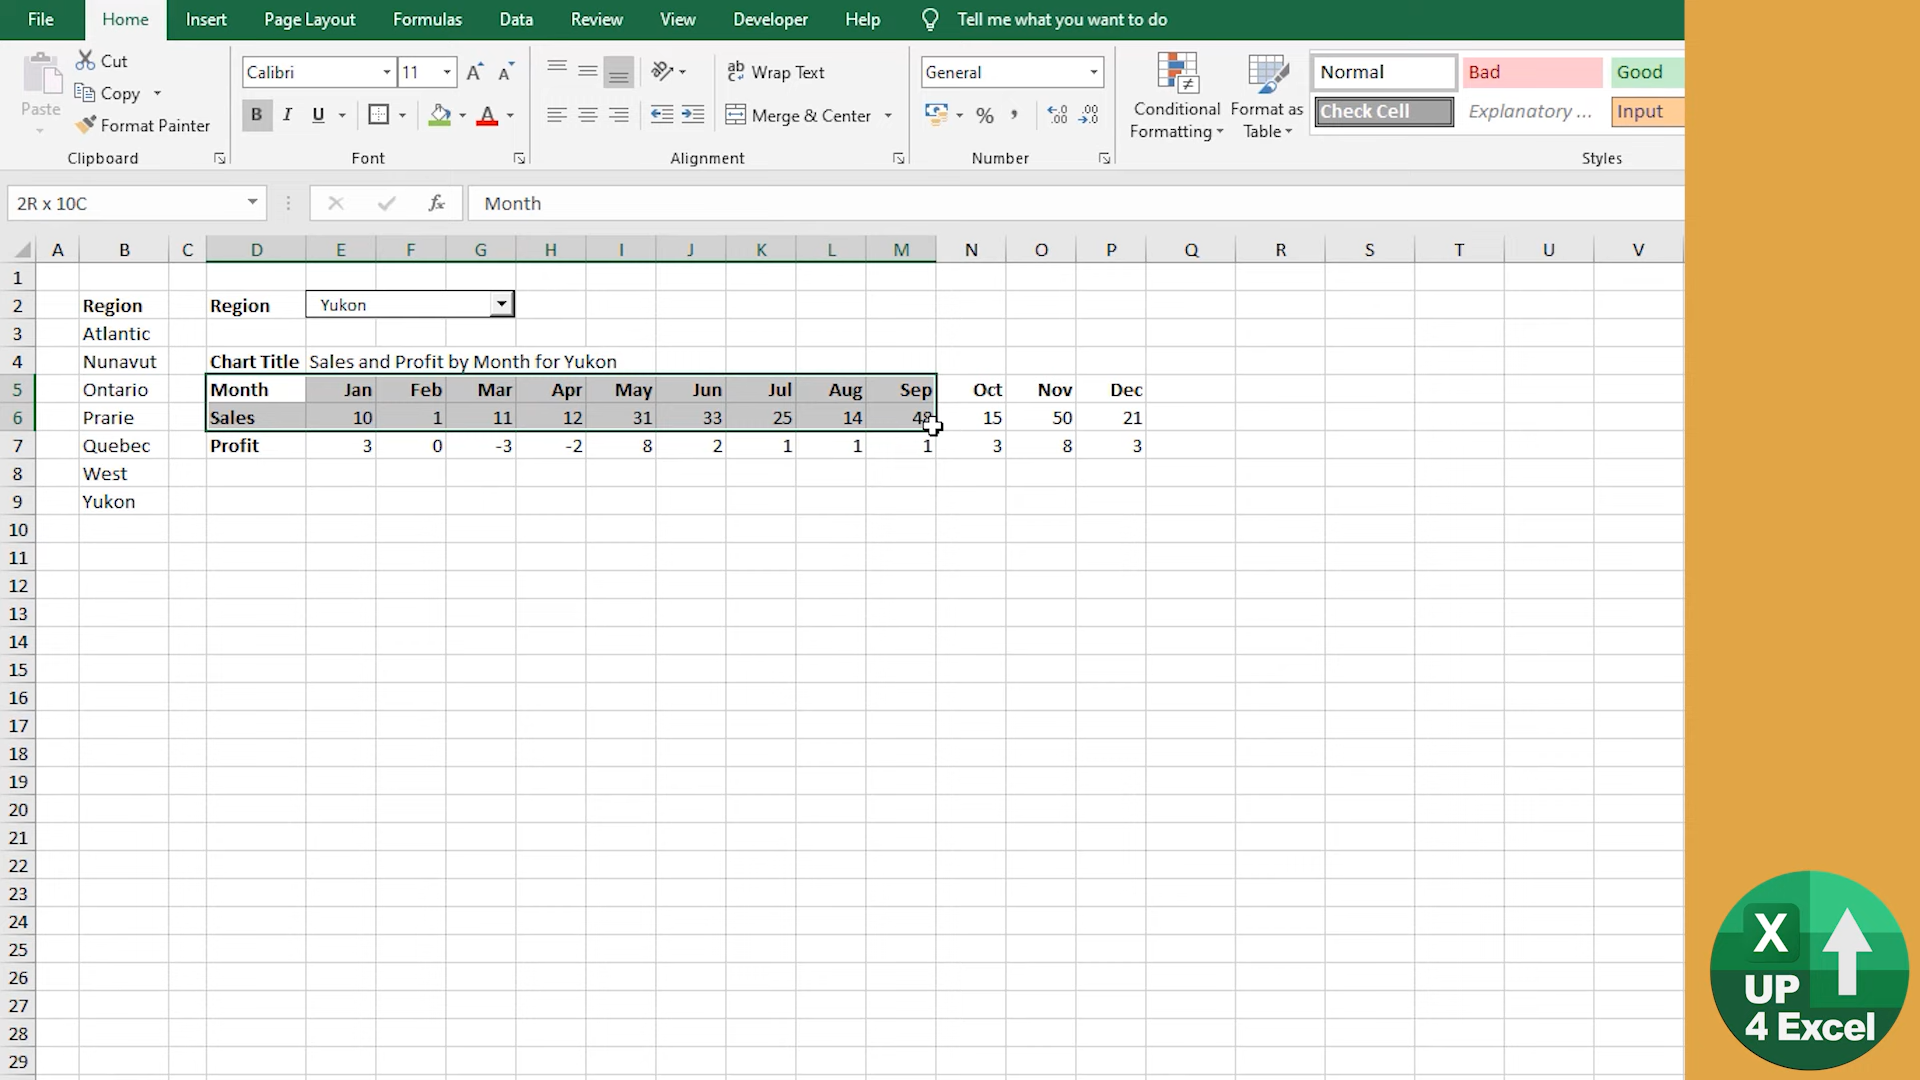 File Home Insert Page Layout Formulas Data Review View Developer Help Tell me what you want to do
Paste Cut Copy Format Painter Clipboard
Calibri 11 B I U Font
Wrap Text Merge & Center Alignment
General % , Number
Conditional Formatting Format as Table
Normal Bad Good
Check Cell Explanatory ... Input
Styles
2R x 10C fx Month
A B C D E F G H I J K L M N O P Q R S T U V
1
2 Region Region Yukon
3 Atlantic
4 Nunavut Chart Title Sales and Profit by Month for Yukon
5 Ontario Month Jan Feb Mar Apr May Jun Jul Aug Sep Oct Nov Dec
6 Prarie Sales 10 1 11 12 31 33 25 14 48 15 50 21
7 Quebec Profit 3 0 -3 -2 8 2 1 1 1 3 8 3
8 West
9 Yukon
10
11
12
13
14
15
16
17
18
19
20
21
22
23
24
25
26
27
28
29
X
UP
4 Excel